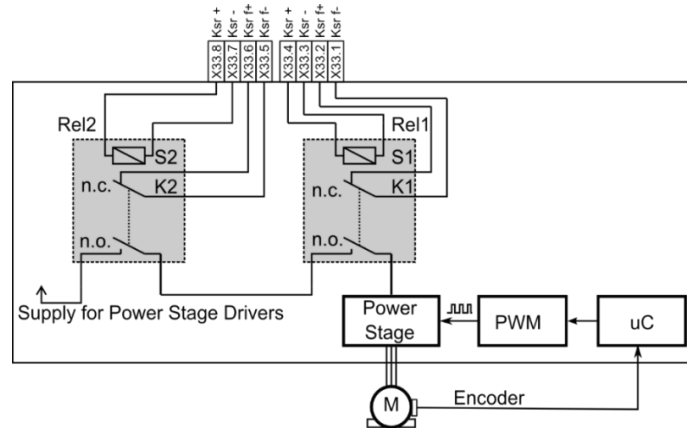 Ksr +
Ksr -
Ksr f+
Ksr f-
Ksr +
Ksr -
Ksr f+
Ksr f-
X33.8
X33.7
X33.6
X33.5
X33.4
X33.3
X33.2
X33.1
Rel2
Rel1
S2
S1
n.c.
K2
n.c.
K1
n.o.
n.o.
Supply for Power Stage Drivers
Power
Stage
PWM
uC
M
Encoder